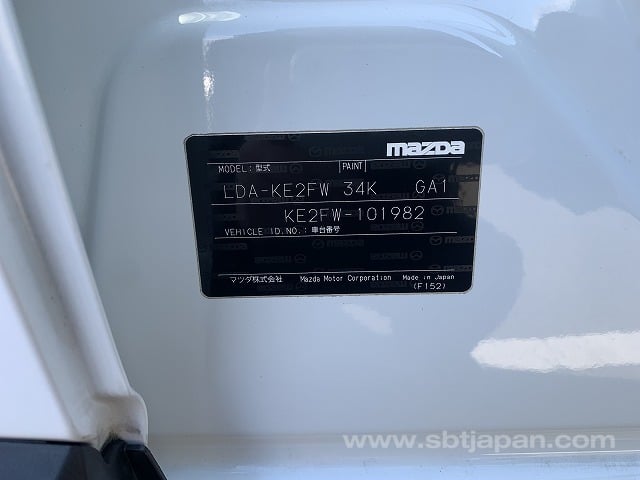 mazda
MODEL:型式 PAINT
LDA-KE2FW 34K GA1
KE2FW-101982
VEHICLE ID.NO.:車台番号
マツダ株式会社 Mazda Motor Corporation Made in Japan
(F152)
www.sbtjapan.com